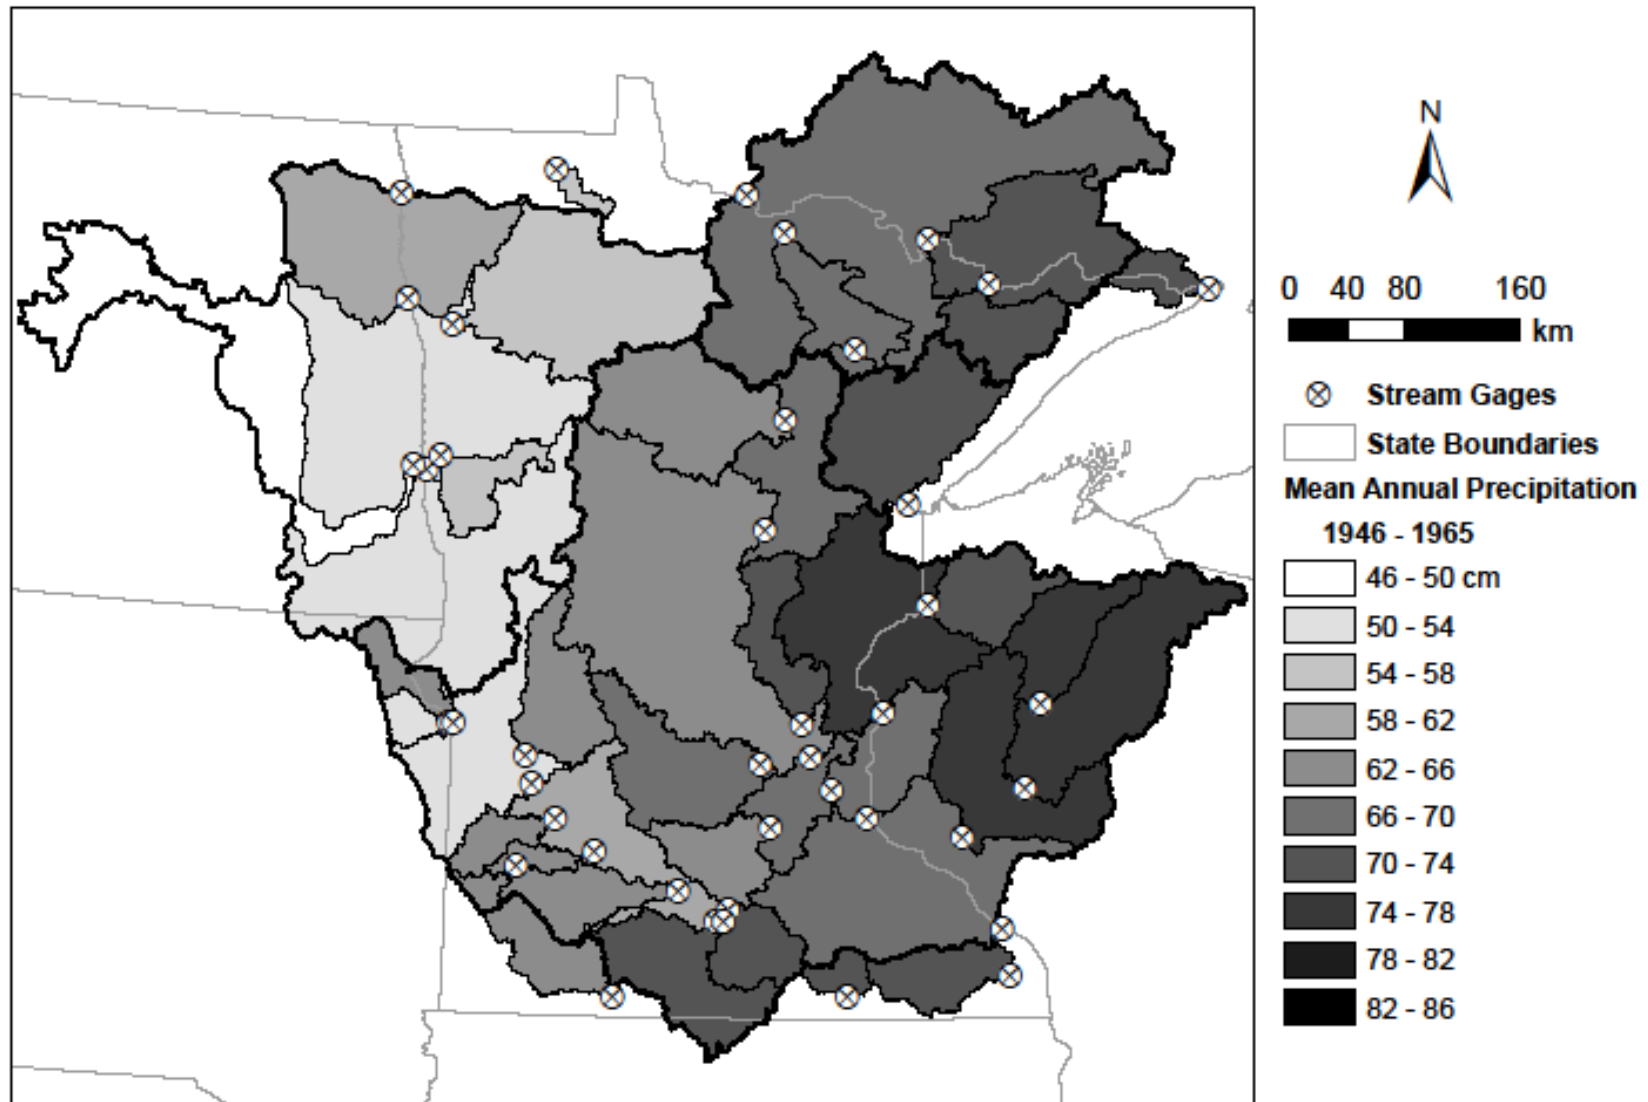 N
0 40 80 160
km
Stream Gages
State Boundaries
Mean Annual Precipitation
1946 - 1965
46 - 50 cm
50 - 54
54 - 58
58 - 62
62 - 66
66 - 70
70 - 74
74 - 78
78 - 82
82 - 86